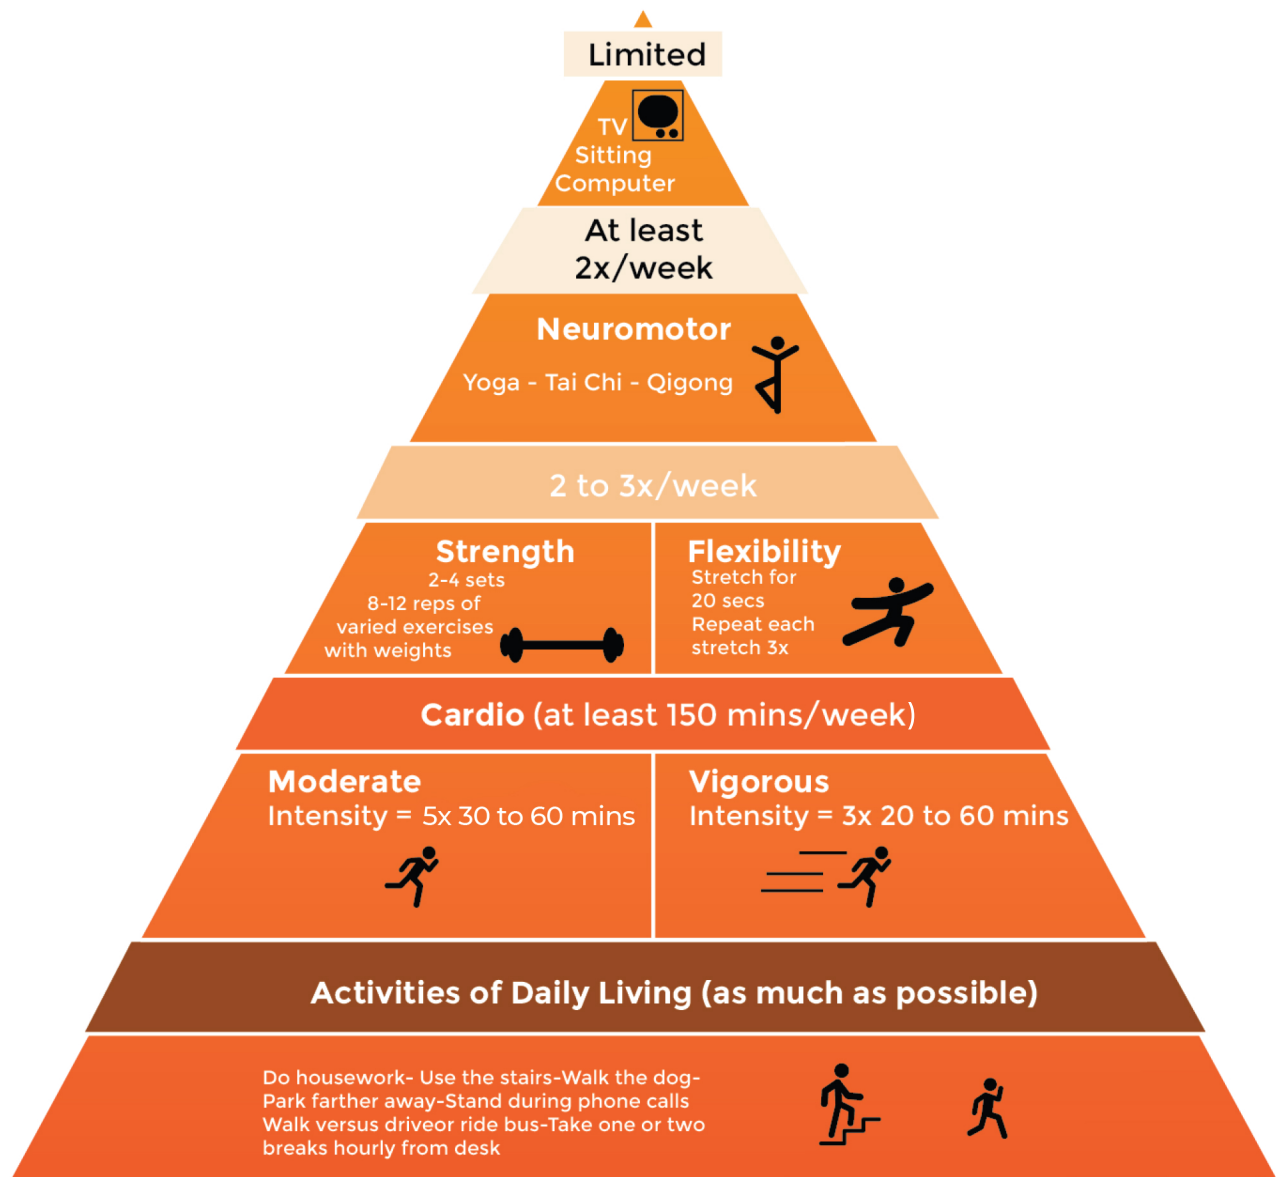 Limited
TV
Sitting
Computer
At least
2x/week
Neuromotor
Yoga - Tai Chi - Qigong
2 to 3x/week
Strength
2-4 sets
8-12 reps of
varied exercises
with weights
Flexibility
Stretch for
20 secs
Repeat each
stretch 3x
Cardio (at least 150 mins/week)
Moderate
Intensity = 5x 30 to 60 mins
Vigorous
Intensity = 3x 20 to 60 mins
Activities of Daily Living (as much as possible)
Do housework- Use the stairs-Walk the dog-
Park farther away-Stand during phone calls
Walk versus driveor ride bus-Take one or two
breaks hourly from desk